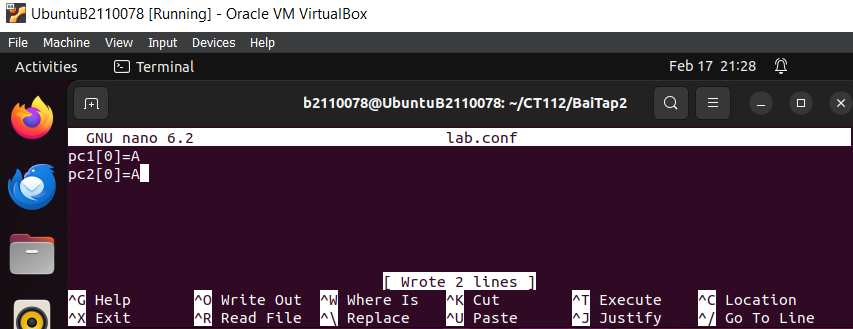 UbuntuB2110078 [Running] - Oracle VM VirtualBox
File Machine View Input Devices Help
Activities Terminal Feb 17 21:28
b2110078@UbuntuB2110078: ~/CT112/BaiTap2
GNU nano 6.2 lab.conf
pc1[0]=A
pc2[0]=A
[ Wrote 2 lines ]
^G Help ^O Write Out ^W Where Is ^K Cut ^T Execute ^C Location
^X Exit ^R Read File ^\ Replace ^U Paste ^J Justify ^/ Go To Line